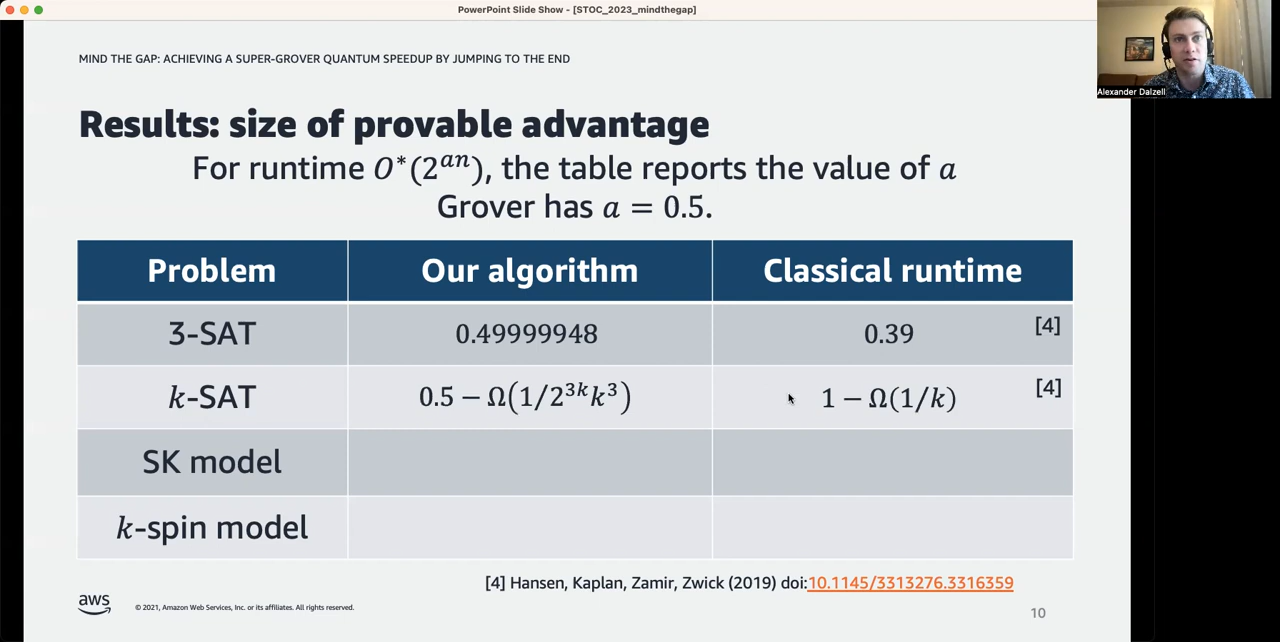 PowerPoint Slide Show - [STOC_2023_mindthegap]
Alexander Dalzell
MIND THE GAP: ACHIEVING A SUPER-GROVER QUANTUM SPEEDUP BY JUMPING TO THE END
Results: size of provable advantage
For runtime O*(2^{an}), the table reports the value of a
Grover has a = 0.5.
Problem Our algorithm Classical runtime
3-SAT 0.49999948 0.39 [4]
k-SAT 0.5 − Ω(1/2^{3k}k^3) 1 − Ω(1/k) [4]
SK model
k-spin model
[4] Hansen, Kaplan, Zamir, Zwick (2019) doi:10.1145/3313276.3316359
aws © 2021, Amazon Web Services, Inc. or its affiliates. All rights reserved.
10